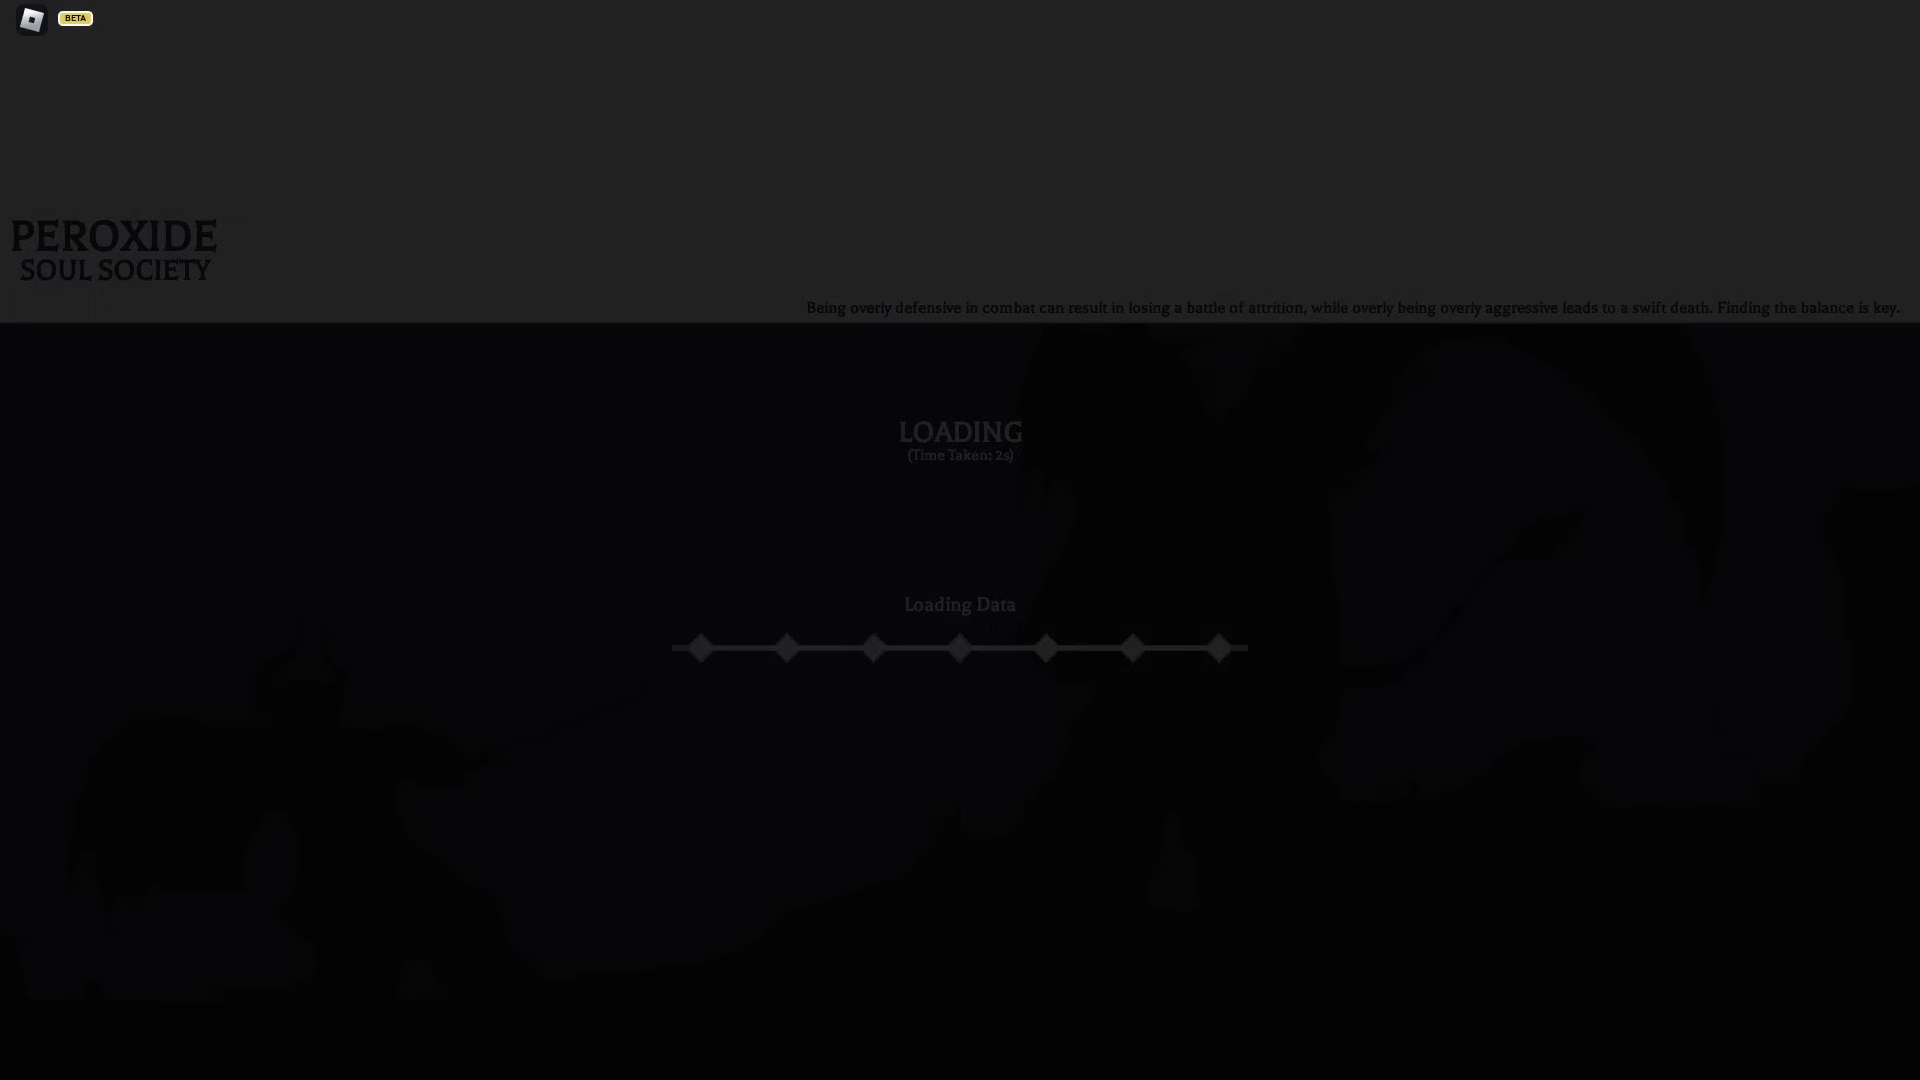 BETA
PEROXIDE
SOUL SOCIETY
Being overly defensive in combat can result in losing a battle of attrition, while overly being overly aggressive leads to a swift death. Finding the balance is key.
LOADING
(Time Taken: 2s)
Loading Data